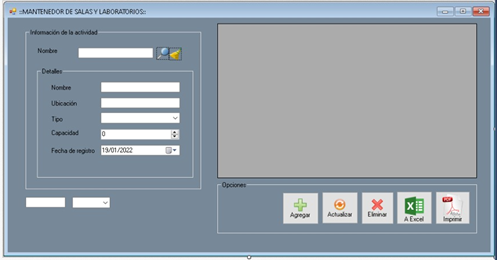 ::MANTENEDOR DE SALAS Y LABORATORIOS::
Información de la actividad
Nombre
Detalles
Nombre
Ubicación
Tipo
Capacidad 0
Fecha de registro 19/01/2022
Opciones
Agregar
Actualizar
Eliminar
A Excel
PDF
Imprimir